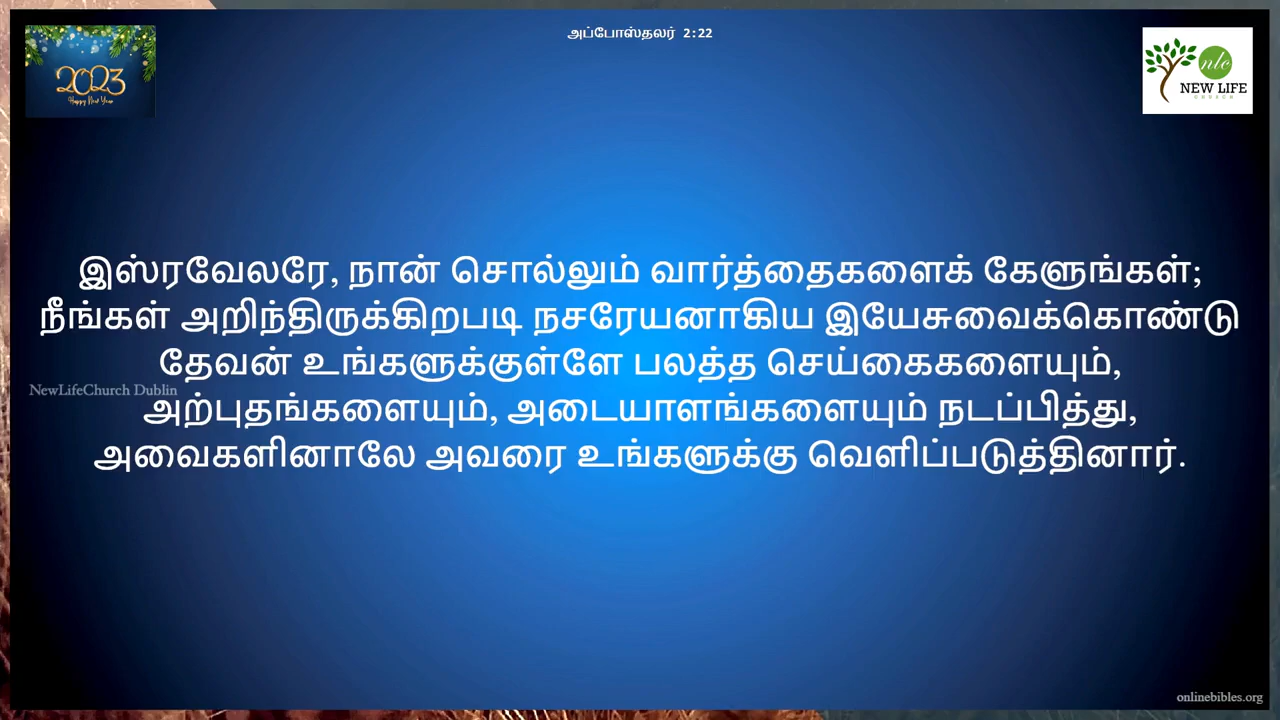 அப்போஸ்தலர் 2:22
2023
Happy New Year
nlc
NEW LIFE
CHURCH
இஸ்ரவேலரே, நான் சொல்லும் வார்த்தைகளைக் கேளுங்கள்;
நீங்கள் அறிந்திருக்கிறபடி நசரேயனாகிய இயேசுவைக்கொண்டு
தேவன் உங்களுக்குள்ளே பலத்த செய்கைகளையும்,
NewLifeChurch Dublin
அற்புதங்களையும், அடையாளங்களையும் நடப்பித்து,
அவைகளினாலே அவரை உங்களுக்கு வெளிப்படுத்தினார்.
onlinebibles.org